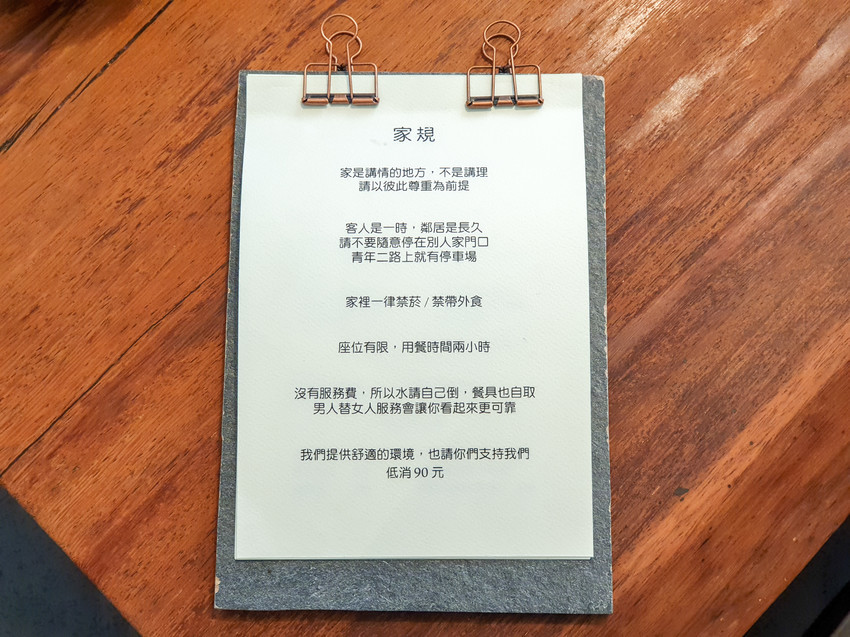 家規
家是講情的地方，不是講理
請以彼此尊重為前提
客人是一時，鄰居是長久
請不要隨意停在別人家門口
青年二路上就有停車場
家裡一律禁菸 / 禁帶外食
座位有限，用餐時間兩小時
沒有服務費，所以水請自己倒，餐具也自取
男人替女人服務會讓你看起來更可靠
我們提供舒適的環境，也請你們支持我們
低消 90 元